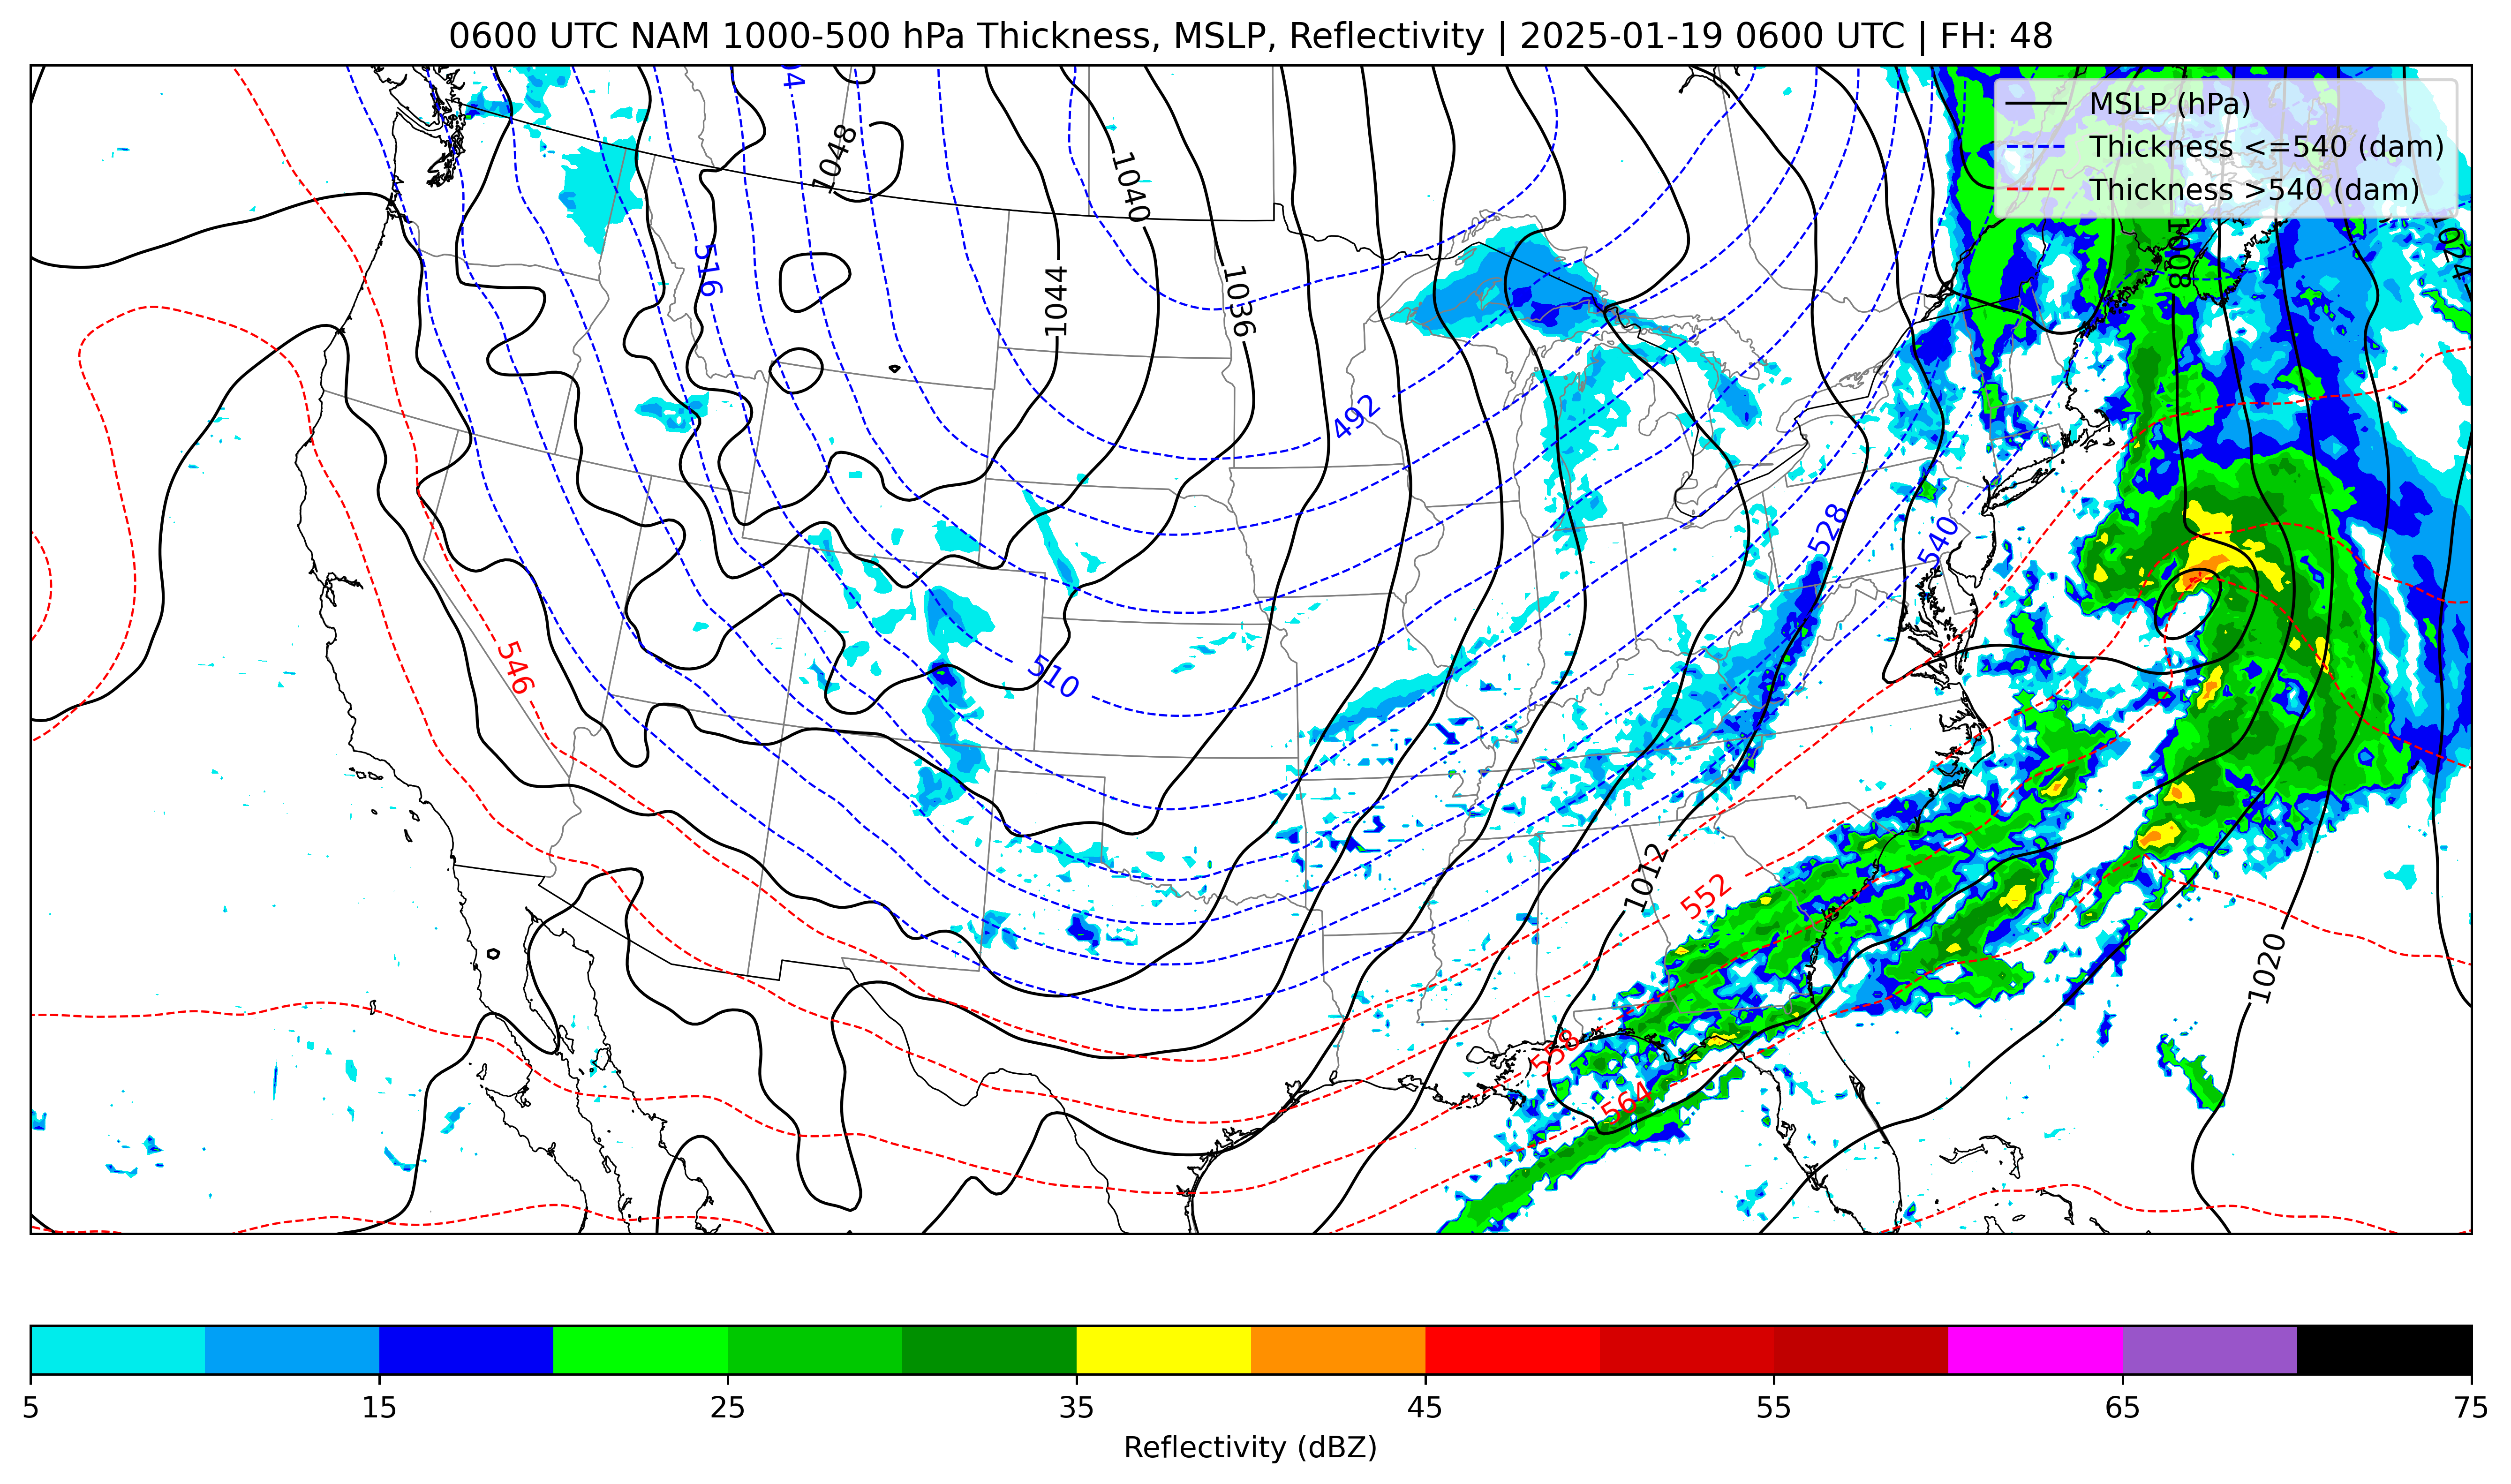 0600 UTC NAM 1000-500 hPa Thickness, MSLP, Reflectivity | 2025-01-19 0600 UTC | FH: 48
MSLP (hPa)
Thickness <=540 (dam)
Thickness >540 (dam)
1048
1040
1044
1036
516
1008
1024
492
528
540
546
510
1012
552
558
564
1020
5 15 25 35 45 55 65 75
Reflectivity (dBZ)